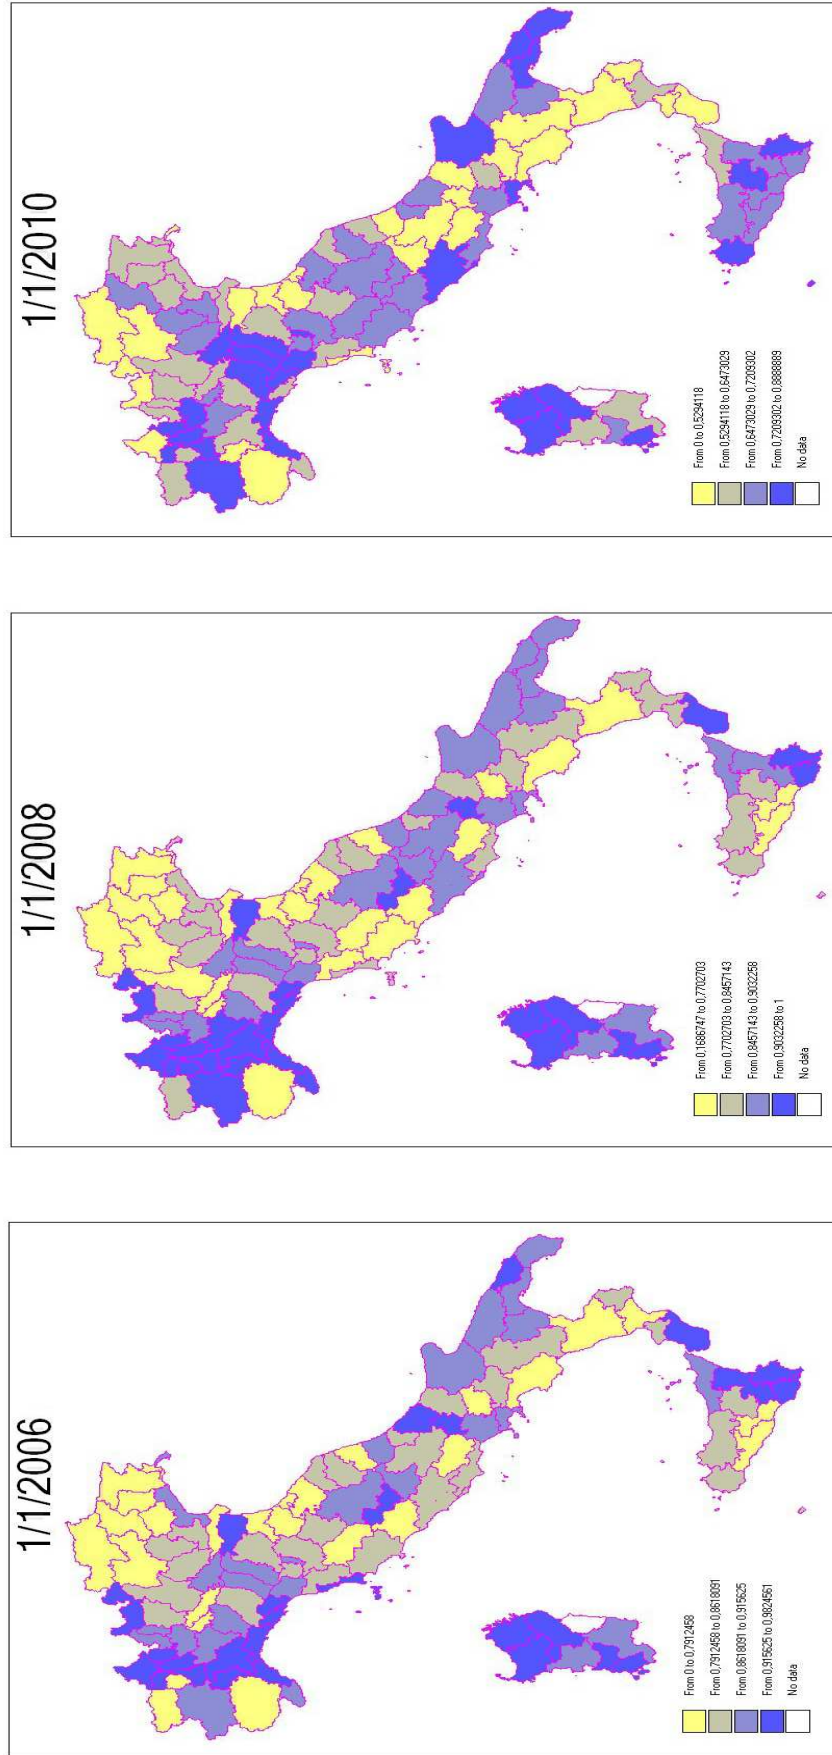 1/1/2006
From 0 to 0,7912458
From 0,7912458 to 0,8618091
From 0,8618091 to 0,915625
From 0,915625 to 0,9824561
No data
1/1/2008
From 0,1686747 to 0,7702703
From 0,7702703 to 0,8457143
From 0,8457143 to 0,9032258
From 0,9032258 to 1
No data
1/1/2010
From 0 to 0,5294118
From 0,5294118 to 0,6473029
From 0,6473029 to 0,7209302
From 0,7209302 to 0,8888889
No data